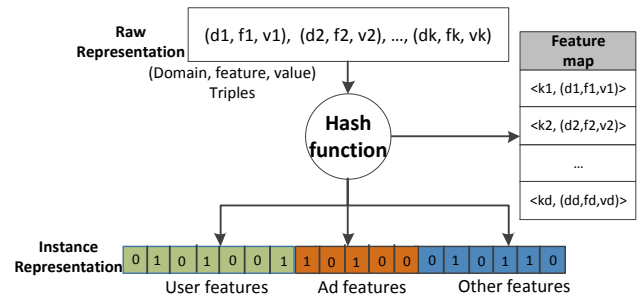 Raw
Representation
(d1, f1, v1), (d2, f2, v2), ..., (dk, fk, vk)
(Domain, feature, value)
Triples
Hash
function
Feature
map
<k1, (d1,f1,v1)>
<k2, (d2,f2,v2)>
...
<kd, (dd,fd,vd)>
Instance
Representation
0 1 0 1 0 0 1 1 0 1 0 0 0 1 0 1 1 0
User features Ad features Other features